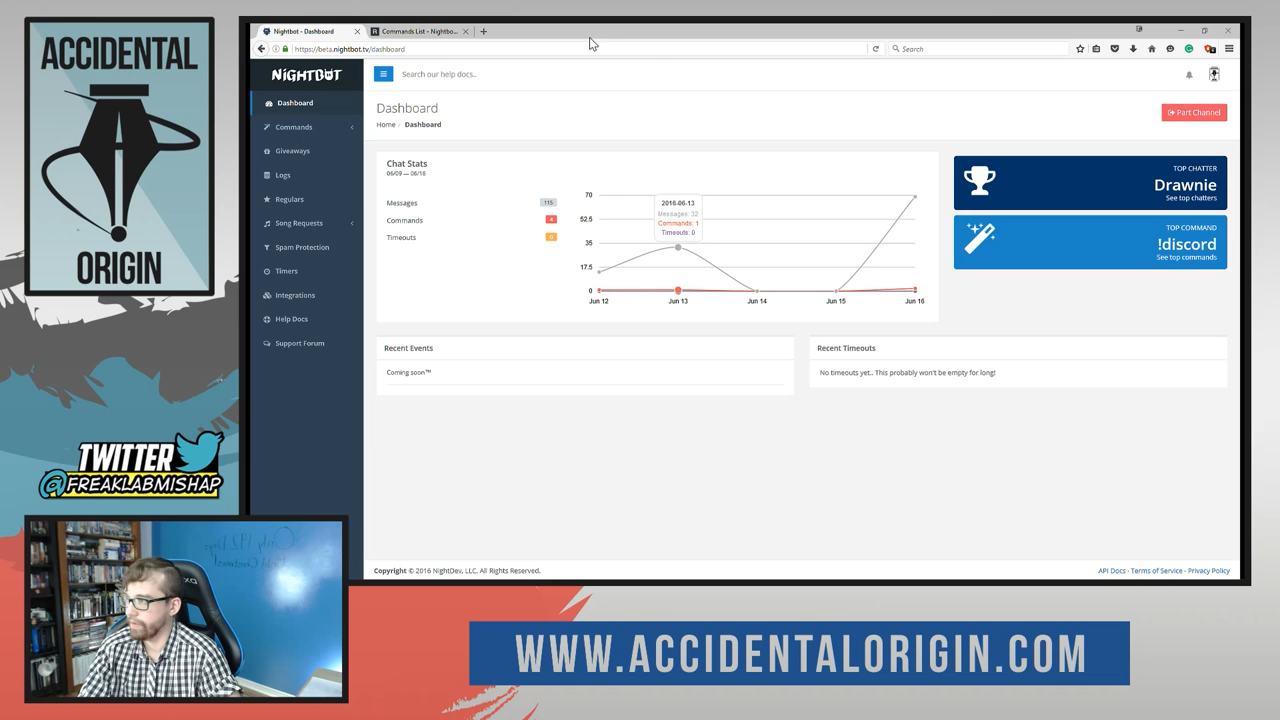 ACCIDENTAL
ORIGIN
TWITTER
@FREAKLABMISHAP
Nightbot - Dashboard
Commands List - Nightbo...
https://beta.nightbot.tv/dashboard
Search
NIGHTBOT
Search our help docs..
Dashboard
Commands
Giveaways
Logs
Regulars
Song Requests
Spam Protection
Timers
Integrations
Help Docs
Support Forum
Dashboard
Home / Dashboard
Part Channel
Chat Stats
06/09 — 06/16
Messages 115
Commands 4
Timeouts 0
70
52.5
35
17.5
0
Jun 12 Jun 13 Jun 14 Jun 15 Jun 16
2016-06-13
Messages: 32
Commands: 1
Timeouts: 0
TOP CHATTER
Drawnie
See top chatters
TOP COMMAND
!discord
See top commands
Recent Events
Coming soon™
Recent Timeouts
No timeouts yet.. This probably won't be empty for long!
Copyright © 2016 NightDev, LLC. All Rights Reserved.
API Docs - Terms of Service - Privacy Policy
WWW.ACCIDENTALORIGIN.COM